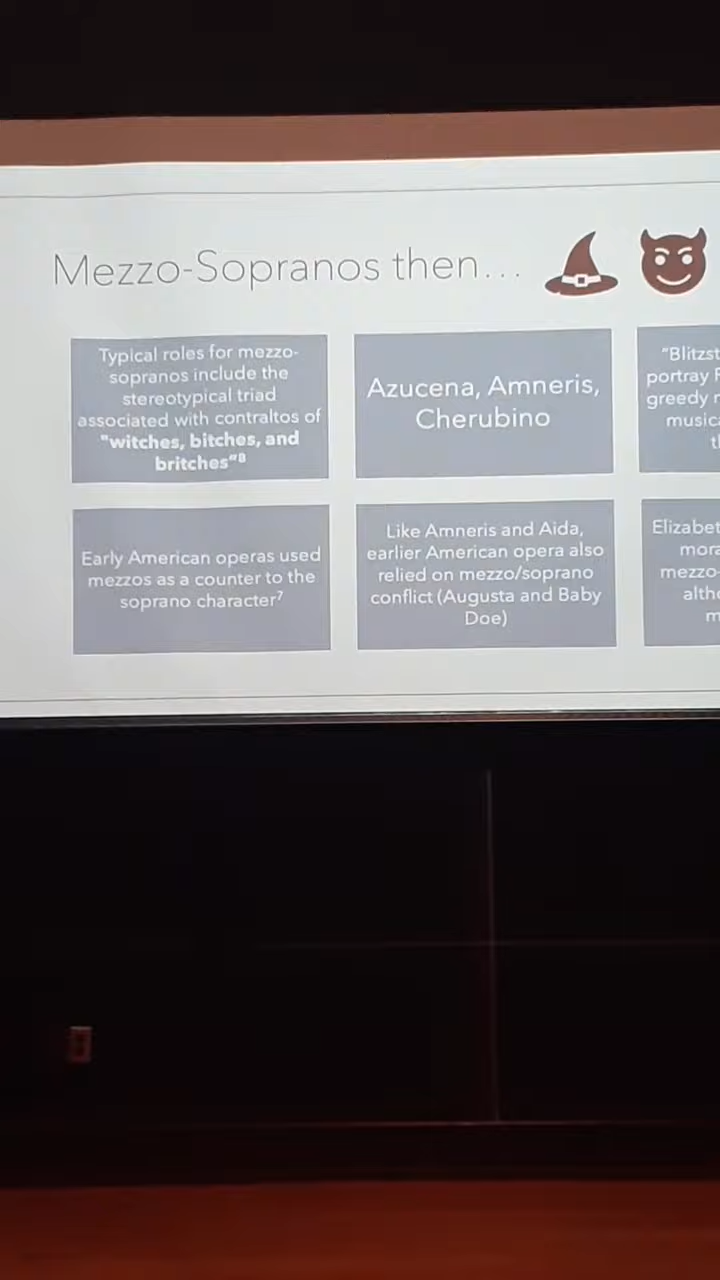 Mezzo-Sopranos then...
Typical roles for mezzo-
sopranos include the
stereotypical triad
associated with contraltos of
"witches, bitches, and
britches"8
Azucena, Amneris,
Cherubino
"Blitzst
portray
greedy
music
Early American operas used
mezzos as a counter to the
soprano character7
Like Amneris and Aida,
earlier American opera also
relied on mezzo/soprano
conflict (Augusta and Baby
Doe)
Elizabet
mora
mezzo-
alth
m